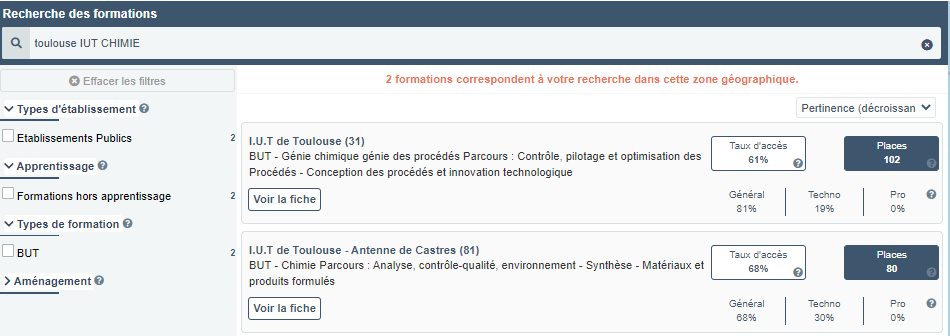 Recherche des formations
toulouse IUT CHIMIE
Effacer les filtres
2 formations correspondent à votre recherche dans cette zone géographique.
Pertinence (décroissan
Types d'établissement
Etablissements Publics 2
Apprentissage
Formations hors apprentissage 2
Types de formation
BUT 2
Aménagement
I.U.T de Toulouse (31)
BUT - Génie chimique génie des procédés Parcours : Contrôle, pilotage et optimisation des
Procédés - Conception des procédés et innovation technologique
Voir la fiche
Taux d'accès
61%
Places
102
Général Techno Pro
81% 19% 0%
I.U.T de Toulouse - Antenne de Castres (81)
BUT - Chimie Parcours : Analyse, contrôle-qualité, environnement - Synthèse - Matériaux et
produits formulés
Voir la fiche
Taux d'accès
68%
Places
80
Général Techno Pro
68% 30% 0%